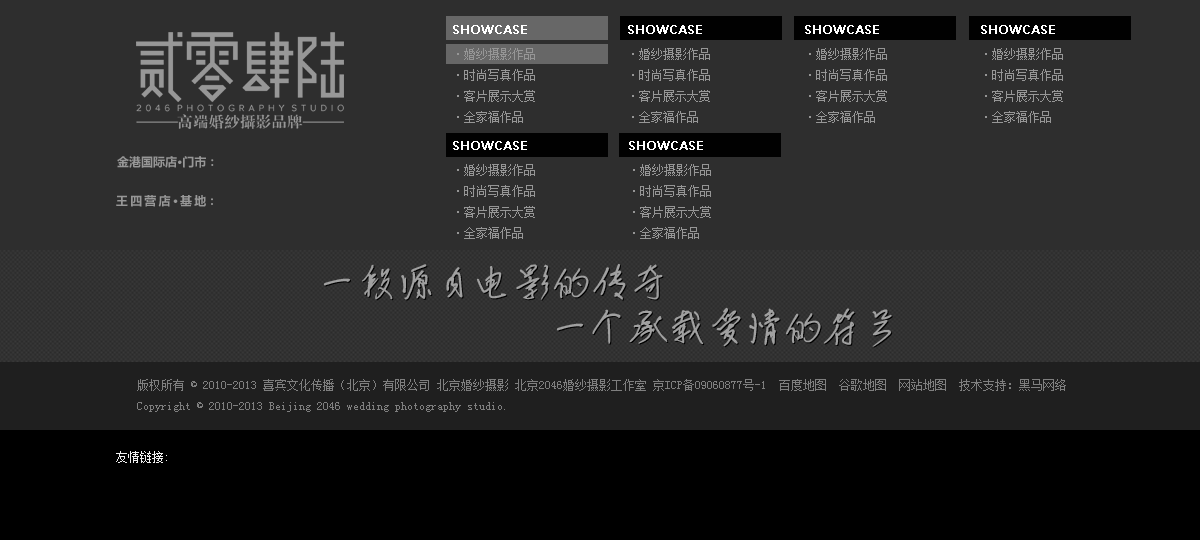 贰零肆陆
2046 PHOTOGRAPHY STUDIO
高端婚紗攝影品牌
金港国际店•门市：
王四营店•基地：
SHOWCASE SHOWCASE SHOWCASE SHOWCASE
·婚纱摄影作品 ·婚纱摄影作品 ·婚纱摄影作品 ·婚纱摄影作品
·时尚写真作品 ·时尚写真作品 ·时尚写真作品 ·时尚写真作品
·客片展示大赏 ·客片展示大赏 ·客片展示大赏 ·客片展示大赏
·全家福作品 ·全家福作品 ·全家福作品 ·全家福作品
SHOWCASE SHOWCASE
·婚纱摄影作品 ·婚纱摄影作品
·时尚写真作品 ·时尚写真作品
·客片展示大赏 ·客片展示大赏
·全家福作品 ·全家福作品
一段源自电影的传奇
一个承载爱情的符号
版权所有 © 2010-2013 喜宾文化传播（北京）有限公司 北京婚纱摄影 北京2046婚纱摄影工作室 京ICP备09060877号-1 百度地图 谷歌地图 网站地图 技术支持：黑马网络
Copyright © 2010-2013 Beijing 2046 wedding photography studio.
友情链接：